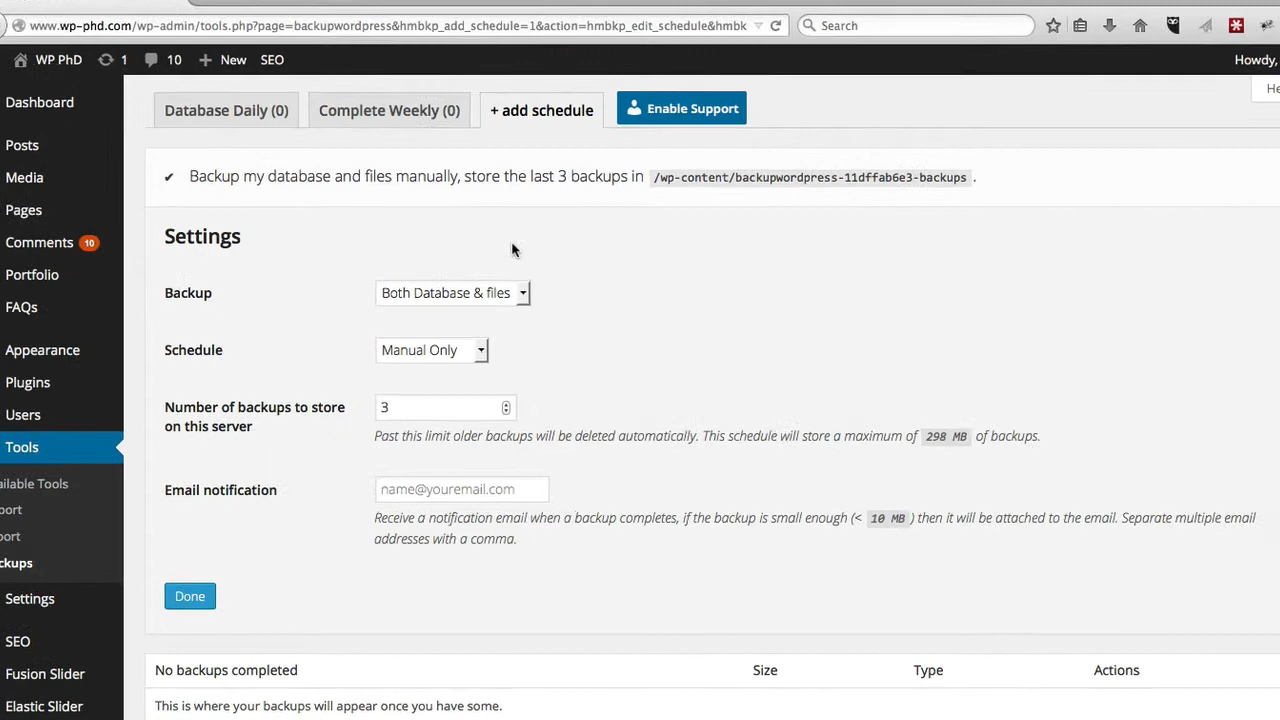 www.wp-phd.com/wp-admin/tools.php?page=backupwordpress&hmbkp_add_schedule=1&action=hmbkp_edit_schedule&hmbk
Search
WP PhD 1 10 New SEO
Howdy,
Dashboard
Database Daily (0)
Complete Weekly (0)
+ add schedule
Enable Support
He
Posts
Media
Pages
Comments 10
Portfolio
FAQs
Appearance
Plugins
Users
Tools
ailable Tools
port
port
ckups
Settings
SEO
Fusion Slider
Elastic Slider
Backup my database and files manually, store the last 3 backups in /wp-content/backupwordpress-11dffab6e3-backups .
Settings
Backup
Both Database & files
Schedule
Manual Only
Number of backups to store
on this server
3
Past this limit older backups will be deleted automatically. This schedule will store a maximum of 298 MB of backups.
Email notification
name@youremail.com
Receive a notification email when a backup completes, if the backup is small enough (< 10 MB ) then it will be attached to the email. Separate multiple email
addresses with a comma.
Done
No backups completed
Size
Type
Actions
This is where your backups will appear once you have some.